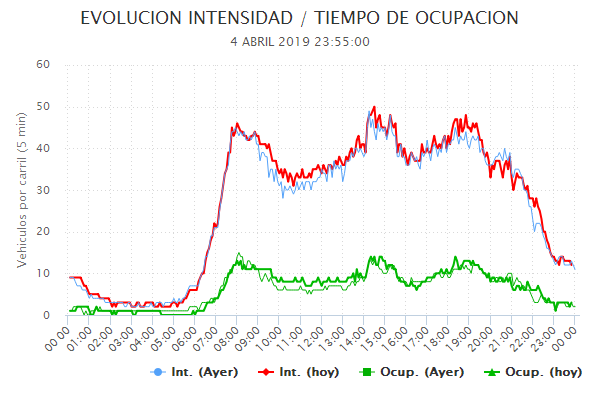 EVOLUCION INTENSIDAD / TIEMPO DE OCUPACION
4 ABRIL 2019 23:55:00
Vehiculos por carril (5 min)
60
50
40
30
20
10
0
00:00 01:00 02:00 03:00 04:00 05:00 06:00 07:00 08:00 09:00 10:00 11:00 12:00 13:00 14:00 15:00 16:00 17:00 18:00 19:00 20:00 21:00 22:00 23:00 00:00
Int. (Ayer) Int. (hoy) Ocup. (Ayer) Ocup. (hoy)